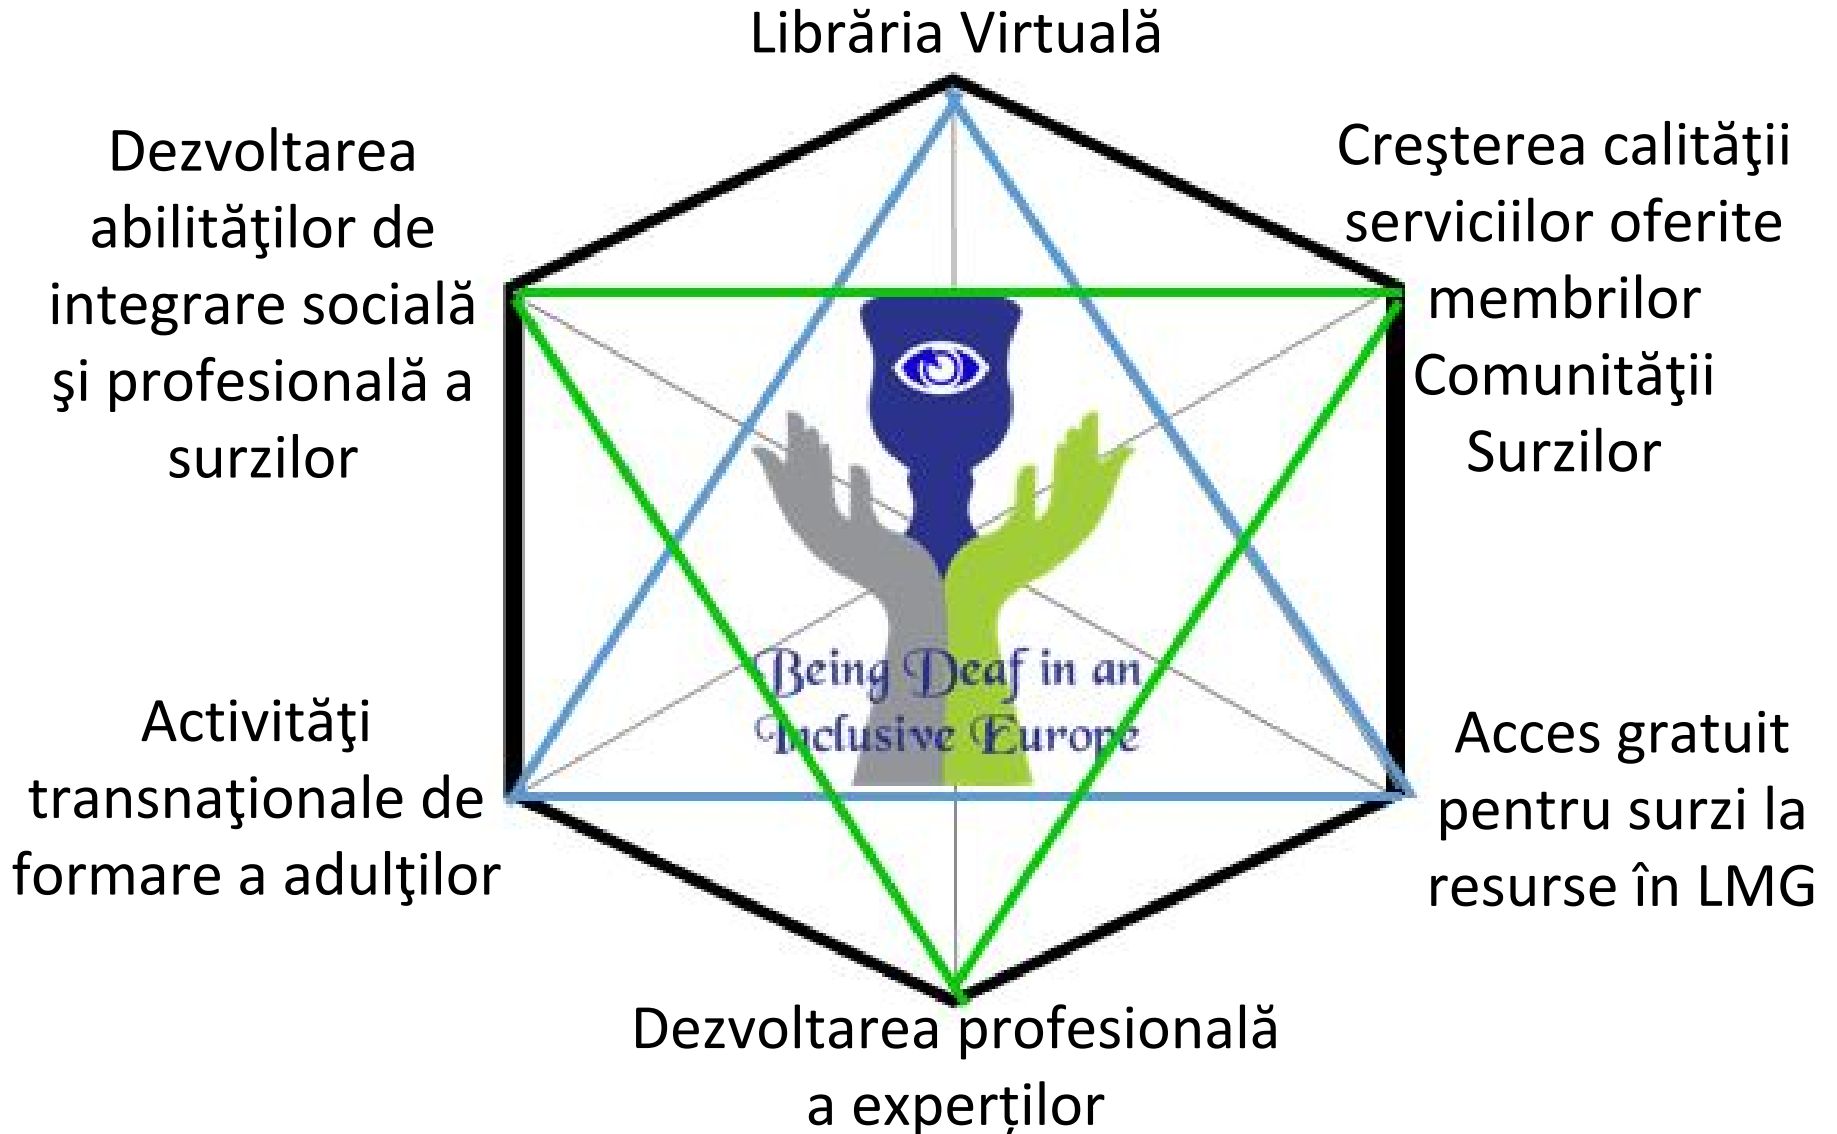 Librăria Virtuală
Dezvoltarea
abilităţilor de
integrare socială
şi profesională a
surzilor
Creşterea calităţii
serviciilor oferite
membrilor
Comunităţii
Surzilor
Being Deaf in an
Inclusive Europe
Activităţi
transnaţionale de
formare a adulţilor
Acces gratuit
pentru surzi la
resurse în LMG
Dezvoltarea profesională
a experților